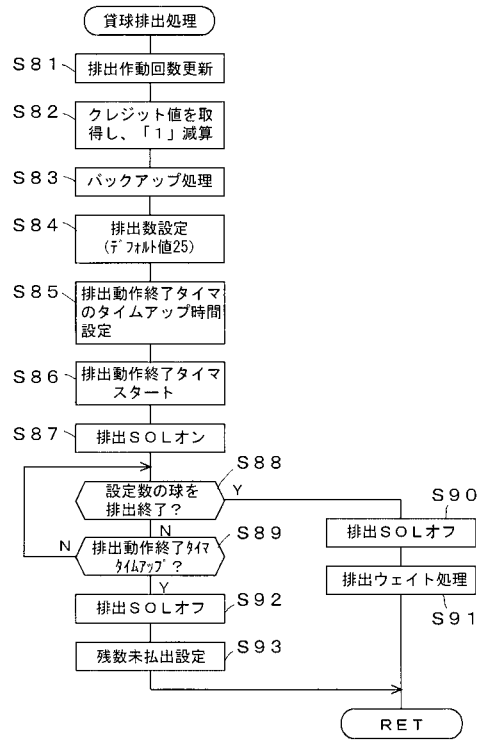 貸球排出処理
S81
排出作動回数更新
S82
クレジット値を取
得し、「1」減算
S83
バックアップ処理
S84
排出数設定
(ﾃﾞﾌｫﾙﾄ値25)
S85
排出動作終了タイマ
のタイムアップ時間
設定
S86
排出動作終了タイマ
スタート
S87
排出SOLオン
S88
設定数の球を
排出終了?
Y
N
S89
排出動作終了ﾀｲﾏ
ﾀｲﾑｱｯﾌﾟ?
N
Y
S90
排出SOLオフ
排出ウェイト処理
S91
S92
排出SOLオフ
S93
残数未払出設定
RET